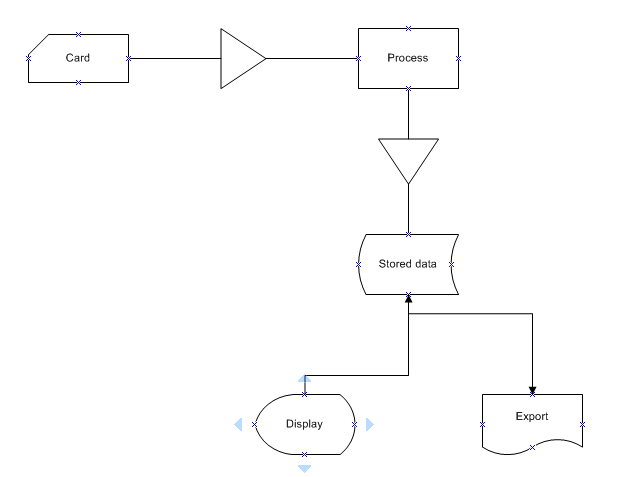 Card
Process
Stored data
Display
Export